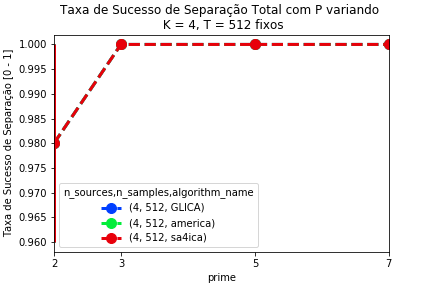 Taxa de Sucesso de Separação Total com P variando
K = 4, T = 512 fixos
Taxa de Sucesso de Separação [0 - 1]
1.000
0.995
0.990
0.985
0.980
0.975
0.970
0.965
0.960
n_sources,n_samples,algorithm_name
(4, 512, GLICA)
(4, 512, america)
(4, 512, sa4ica)
2
3
5
7
prime